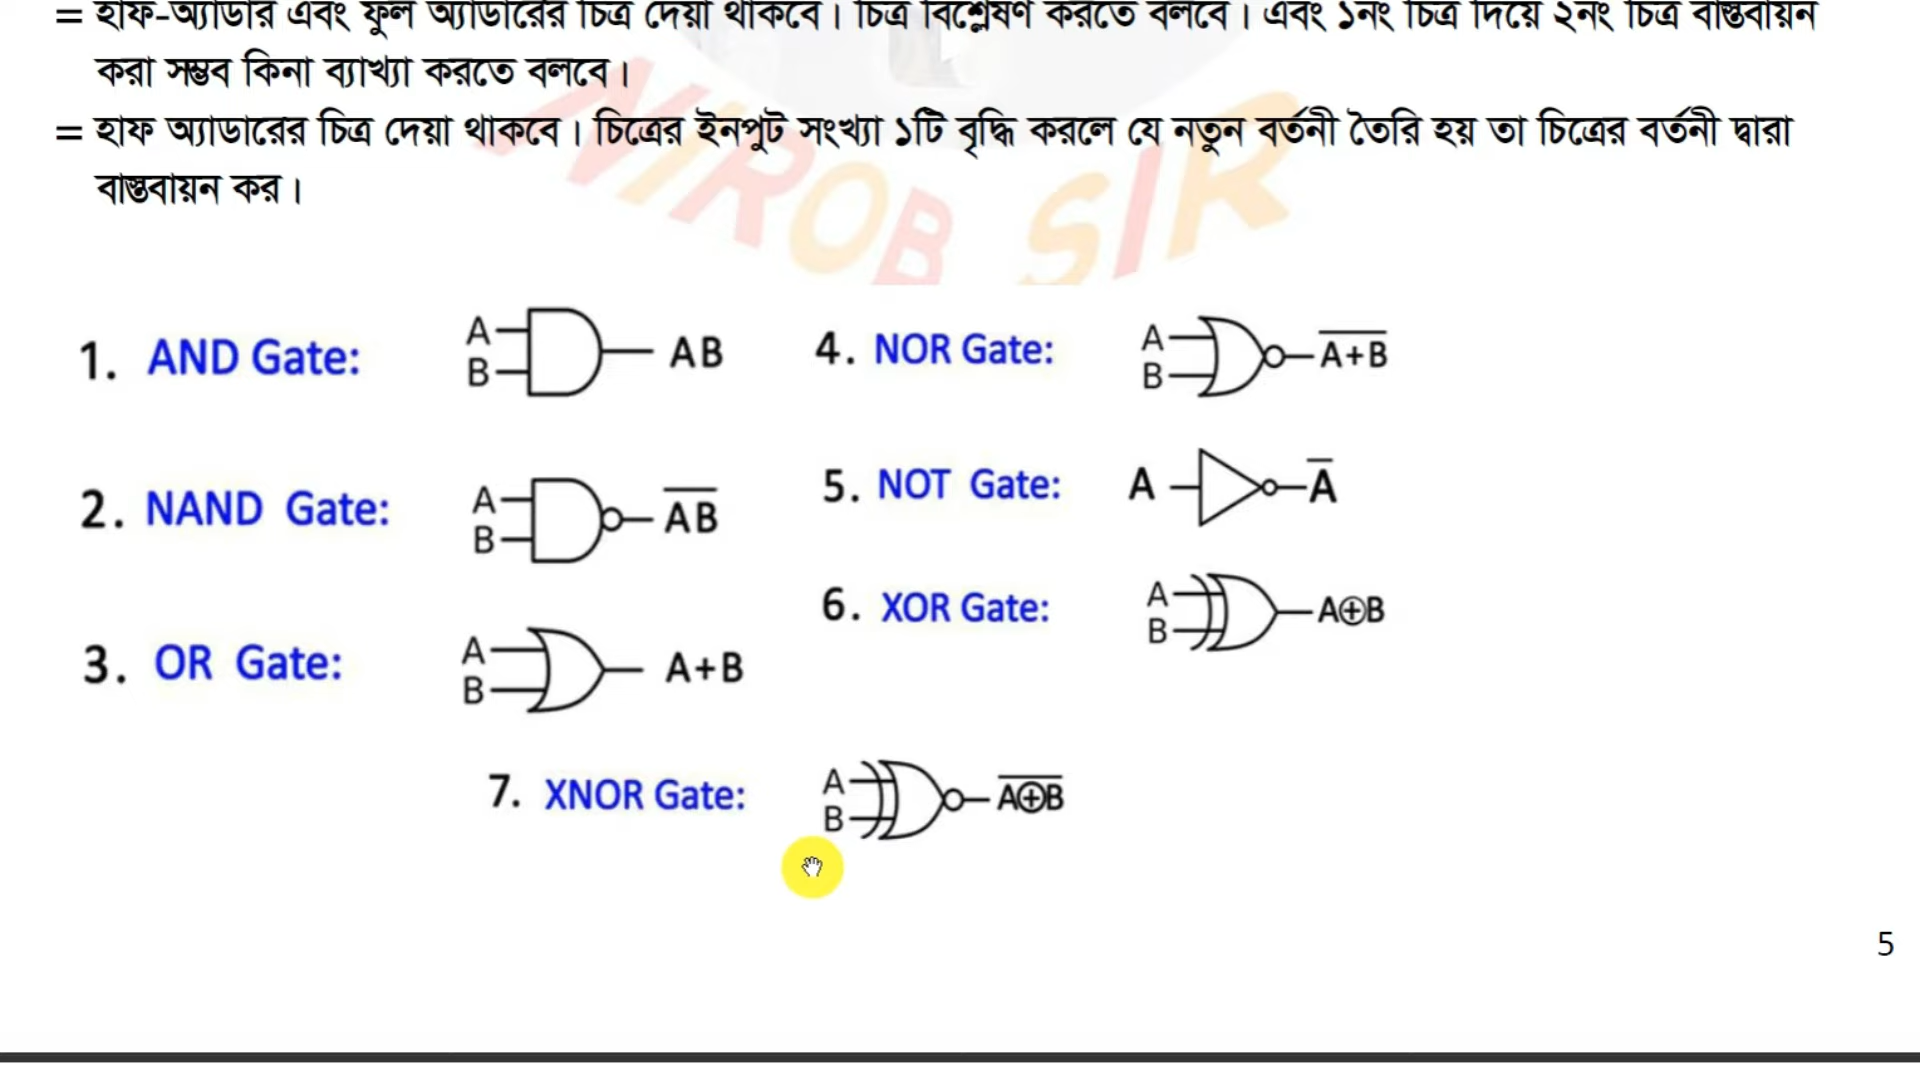 = হাফ-অ্যাডার এবং ফুল অ্যাডারের চিত্র দেয়া থাকবে। চিত্র বিশ্লেষণ করতে বলবে। এবং ১নং চিত্র দিয়ে ২নং চিত্র বাস্তবায়ন
করা সম্ভব কিনা ব্যাখ্যা করতে বলবে।
= হাফ অ্যাডারের চিত্র দেয়া থাকবে। চিত্রের ইনপুট সংখ্যা ১টি বৃদ্ধি করলে যে নতুন বর্তনী তৈরি হয় তা চিত্রের বর্তনী দ্বারা
বাস্তবায়ন কর।
NIROB SIR
1. AND Gate: A B AB
2. NAND Gate: A B A̅B̅
3. OR Gate: A B A+B
4. NOR Gate: A B A̅+̅B̅
5. NOT Gate: A A̅
6. XOR Gate: A B A⊕B
7. XNOR Gate: A B A̅⊕̅B̅
5